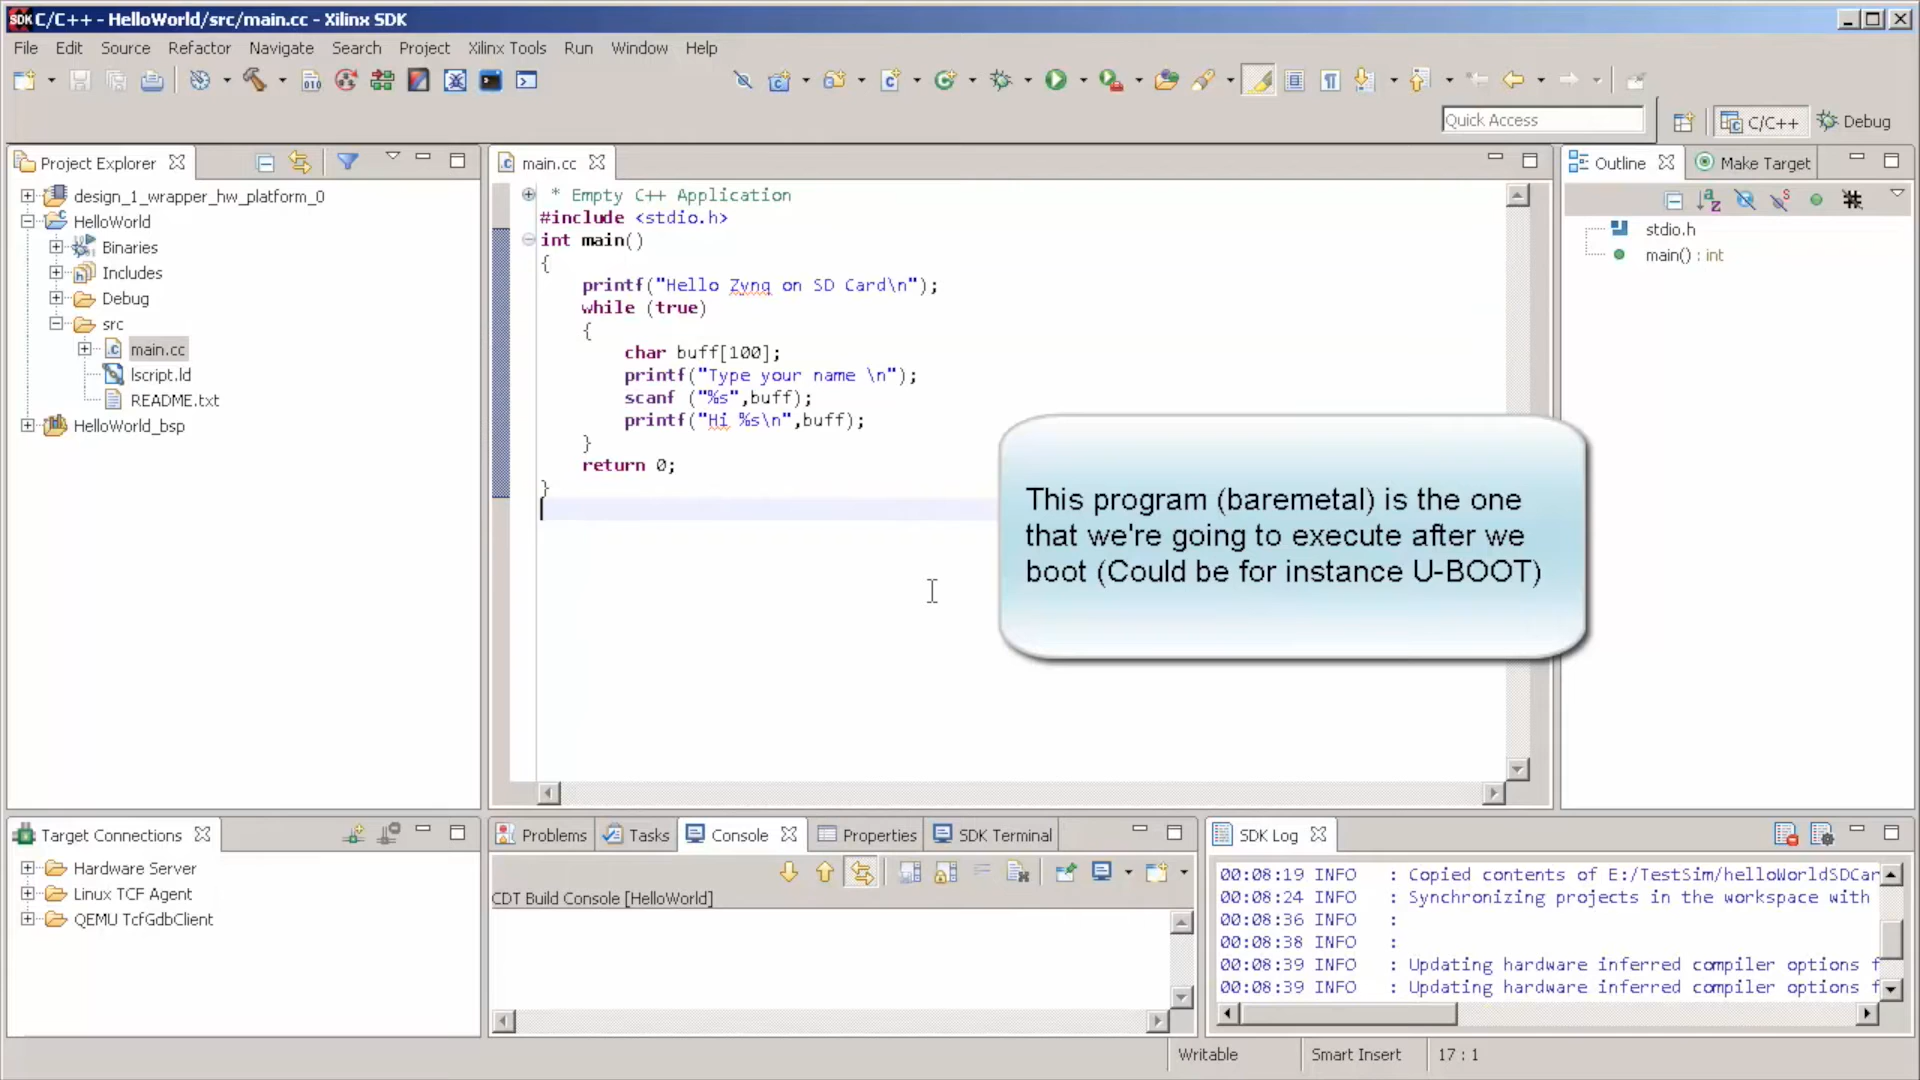 SDK C/C++ - HelloWorld/src/main.cc - Xilinx SDK
File Edit Source Refactor Navigate Search Project Xilinx Tools Run Window Help
Quick Access
C/C++
Debug
Project Explorer
design_1_wrapper_hw_platform_0
HelloWorld
Binaries
Includes
Debug
src
main.cc
lscript.ld
README.txt
HelloWorld_bsp
main.cc
* Empty C++ Application
#include <stdio.h>
int main()
{
printf("Hello Zynq on SD Card\n");
while (true)
{
char buff[100];
printf("Type your name \n");
scanf ("%s",buff);
printf("Hi %s\n",buff);
}
return 0;
}
This program (baremetal) is the one
that we're going to execute after we
boot (Could be for instance U-BOOT)
Outline
Make Target
stdio.h
main() : int
Target Connections
Hardware Server
Linux TCF Agent
QEMU TcfGdbClient
Problems Tasks Console Properties SDK Terminal
CDT Build Console [HelloWorld]
SDK Log
00:08:19 INFO : Copied contents of E:/TestSim/helloWorldSDCar
00:08:24 INFO : Synchronizing projects in the workspace with
00:08:36 INFO :
00:08:38 INFO :
00:08:39 INFO : Updating hardware inferred compiler options f
00:08:39 INFO : Updating hardware inferred compiler options f
Writable
Smart Insert
17 : 1